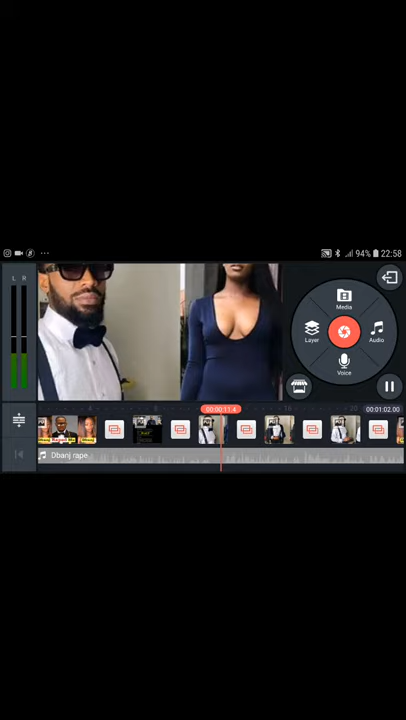 94% 22:58
L R
Media
Layer
Audio
Voice
00:00:11.4
00:01:02.00
Dbanj rape